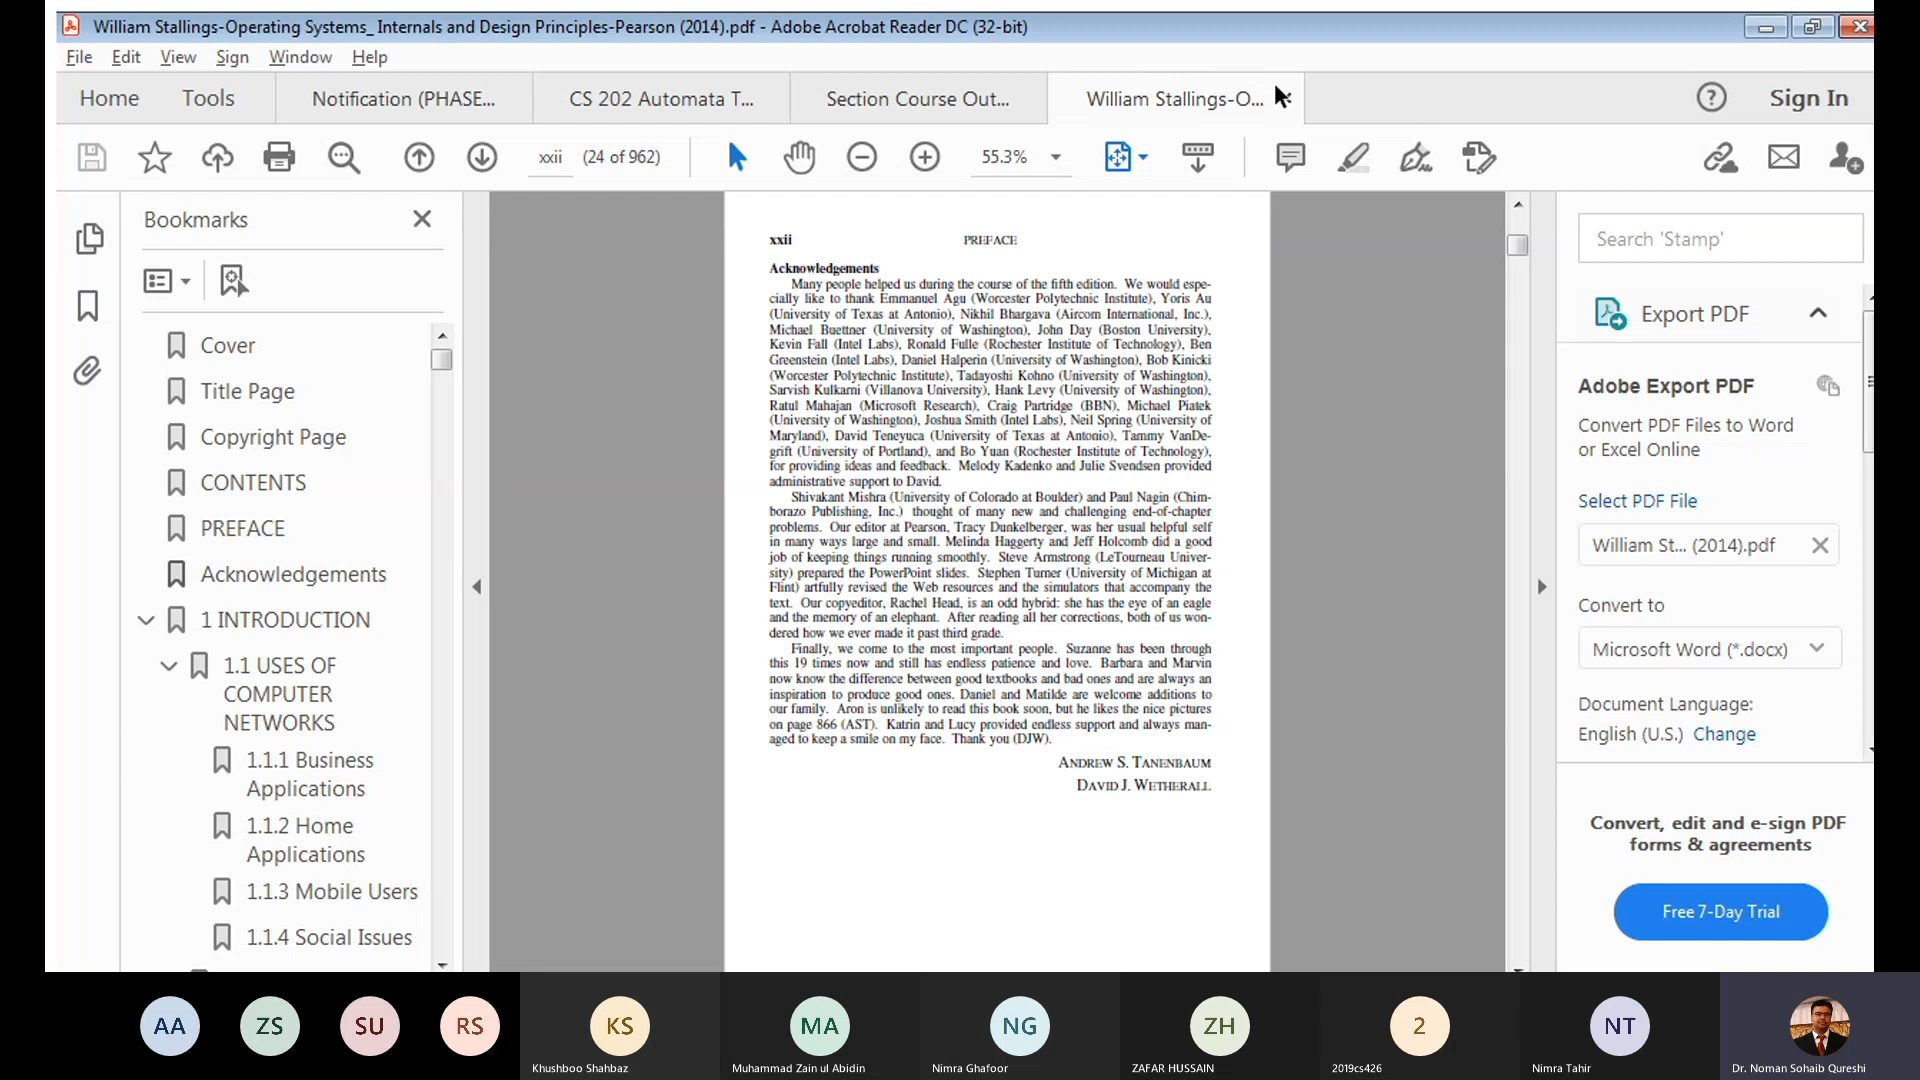 William Stallings-Operating Systems_ Internals and Design Principles-Pearson (2014).pdf - Adobe Acrobat Reader DC (32-bit)
File Edit View Sign Window Help
Home Tools Notification (PHASE... CS 202 Automata T... Section Course Out... William Stallings-O... Sign In
xxii (24 of 962) 55.3%
Bookmarks
Cover
Title Page
Copyright Page
CONTENTS
PREFACE
Acknowledgements
1 INTRODUCTION
1.1 USES OF
COMPUTER
NETWORKS
1.1.1 Business
Applications
1.1.2 Home
Applications
1.1.3 Mobile Users
1.1.4 Social Issues
xxii PREFACE
Acknowledgements
Many people helped us during the course of the fifth edition. We would espe-
cially like to thank Emmanuel Agu (Worcester Polytechnic Institute), Yoris Au
(University of Texas at Antonio), Nikhil Bhargava (Aircom International, Inc.),
Michael Buettner (University of Washington), John Day (Boston University),
Kevin Fall (Intel Labs), Ronald Fulle (Rochester Institute of Technology), Ben
Greenstein (Intel Labs), Daniel Halperin (University of Washington), Bob Kinicki
(Worcester Polytechnic Institute), Tadayoshi Kohno (University of Washington),
Sarvish Kulkarni (Villanova University), Hank Levy (University of Washington),
Ratul Mahajan (Microsoft Research), Craig Partridge (BBN), Michael Piatek
(University of Washington), Joshua Smith (Intel Labs), Neil Spring (University of
Maryland), David Teneyuca (University of Texas at Antonio), Tammy VanDe-
grift (University of Portland), and Bo Yuan (Rochester Institute of Technology),
for providing ideas and feedback. Melody Kadenko and Julie Svendsen provided
administrative support to David.
Shivakant Mishra (University of Colorado at Boulder) and Paul Nagin (Chim-
borazo Publishing, Inc.) thought of many new and challenging end-of-chapter
problems. Our editor at Pearson, Tracy Dunkelberger, was her usual helpful self
in many ways large and small. Melinda Haggerty and Jeff Holcomb did a good
job of keeping things running smoothly. Steve Armstrong (LeTourneau Univer-
sity) prepared the PowerPoint slides. Stephen Turner (University of Michigan at
Flint) artfully revised the Web resources and the simulators that accompany the
text. Our copyeditor, Rachel Head, is an odd hybrid: she has the eye of an eagle
and the memory of an elephant. After reading all her corrections, both of us won-
dered how we ever made it past third grade.
Finally, we come to the most important people. Suzanne has been through
this 19 times now and still has endless patience and love. Barbara and Marvin
now know the difference between good textbooks and bad ones and are always an
inspiration to produce good ones. Daniel and Matilde are welcome additions to
our family. Aron is unlikely to read this book soon, but he likes the nice pictures
on page 866 (AST). Katrin and Lucy provided endless support and always man-
aged to keep a smile on my face. Thank you (DJW).
ANDREW S. TANENBAUM
DAVID J. WETHERALL
Search 'Stamp'
Export PDF
Adobe Export PDF
Convert PDF Files to Word
or Excel Online
Select PDF File
William St... (2014).pdf
Convert to
Microsoft Word (*.docx)
Document Language:
English (U.S.) Change
Convert, edit and e-sign PDF
forms & agreements
Free 7-Day Trial
AA ZS SU RS KS MA NG ZH 2 NT
Khushboo Shahbaz Muhammad Zain ul Abidin Nimra Ghafoor ZAFAR HUSSAIN 2019cs426 Nimra Tahir Dr. Noman Sohaib Qureshi